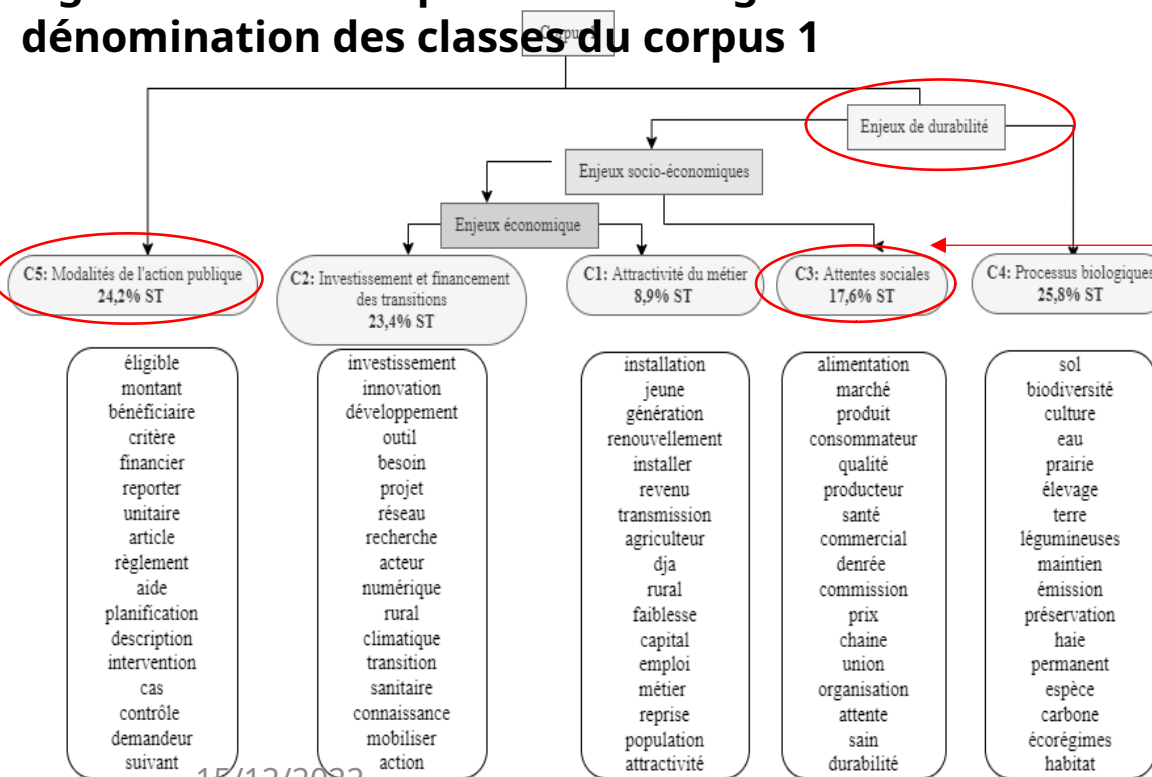 dénomination des classes du corpus 1
Enjeux de durabilité
Enjeux socio-économiques
Enjeux économique
C5: Modalités de l'action publique
24,2% ST
C2: Investissement et financement
des transitions
23,4% ST
C1: Attractivité du métier
8,9% ST
C3: Attentes sociales
17,6% ST
C4: Processus biologiques
25,8% ST
éligible
montant
bénéficiaire
critère
financier
reporter
unitaire
article
règlement
aide
planification
description
intervention
cas
contrôle
demandeur
suivant
investissement
innovation
développement
outil
besoin
projet
réseau
recherche
acteur
numérique
rural
climatique
transition
sanitaire
connaissance
mobiliser
action
installation
jeune
génération
renouvellement
installer
revenu
transmission
agriculteur
dja
rural
faiblesse
capital
emploi
métier
reprise
population
attractivité
alimentation
marché
produit
consommateur
qualité
producteur
santé
commercial
denrée
commission
prix
chaine
union
organisation
attente
sain
durabilité
sol
biodiversité
culture
eau
prairie
élevage
terre
légumineuses
maintien
émission
préservation
haie
permanent
espèce
carbone
écorégimes
habitat